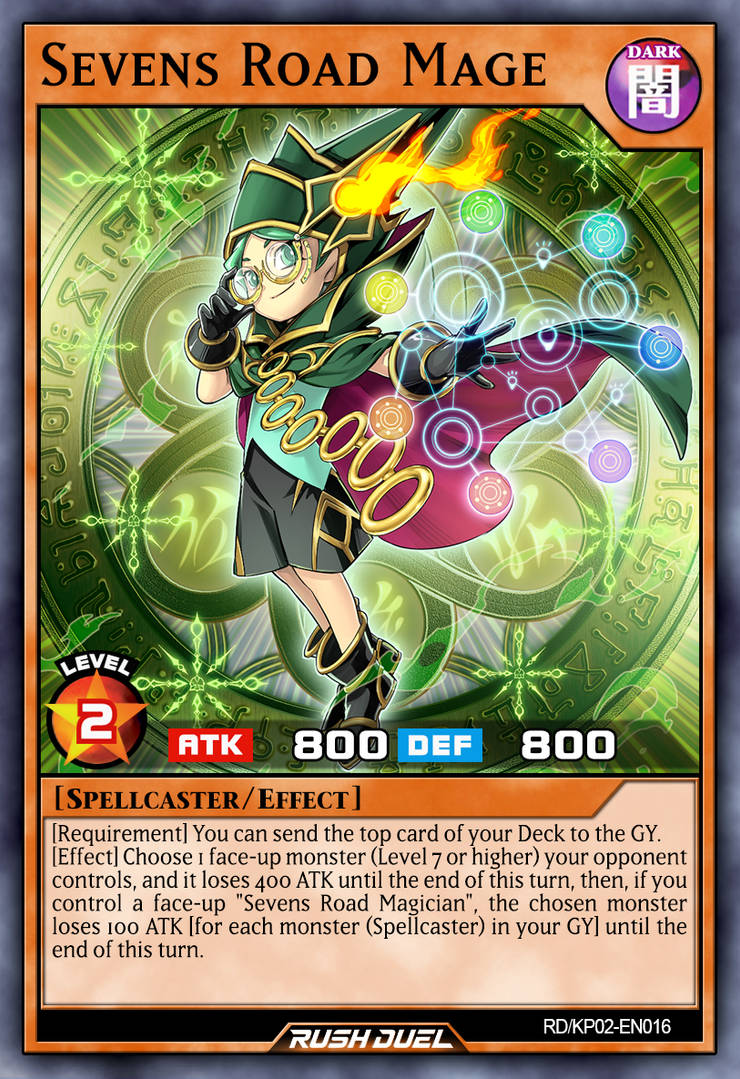 SEVENS ROAD MAGE
DARK
闇
LEVEL
2
ATK 800 DEF 800
[SPELLCASTER/EFFECT]
[Requirement] You can send the top card of your Deck to the GY.
[Effect] Choose 1 face-up monster (Level 7 or higher) your opponent
controls, and it loses 400 ATK until the end of this turn, then, if you
control a face-up "Sevens Road Magician", the chosen monster
loses 100 ATK [for each monster (Spellcaster) in your GY] until the
end of this turn.
RD/KP02-EN016
RUSH DUEL